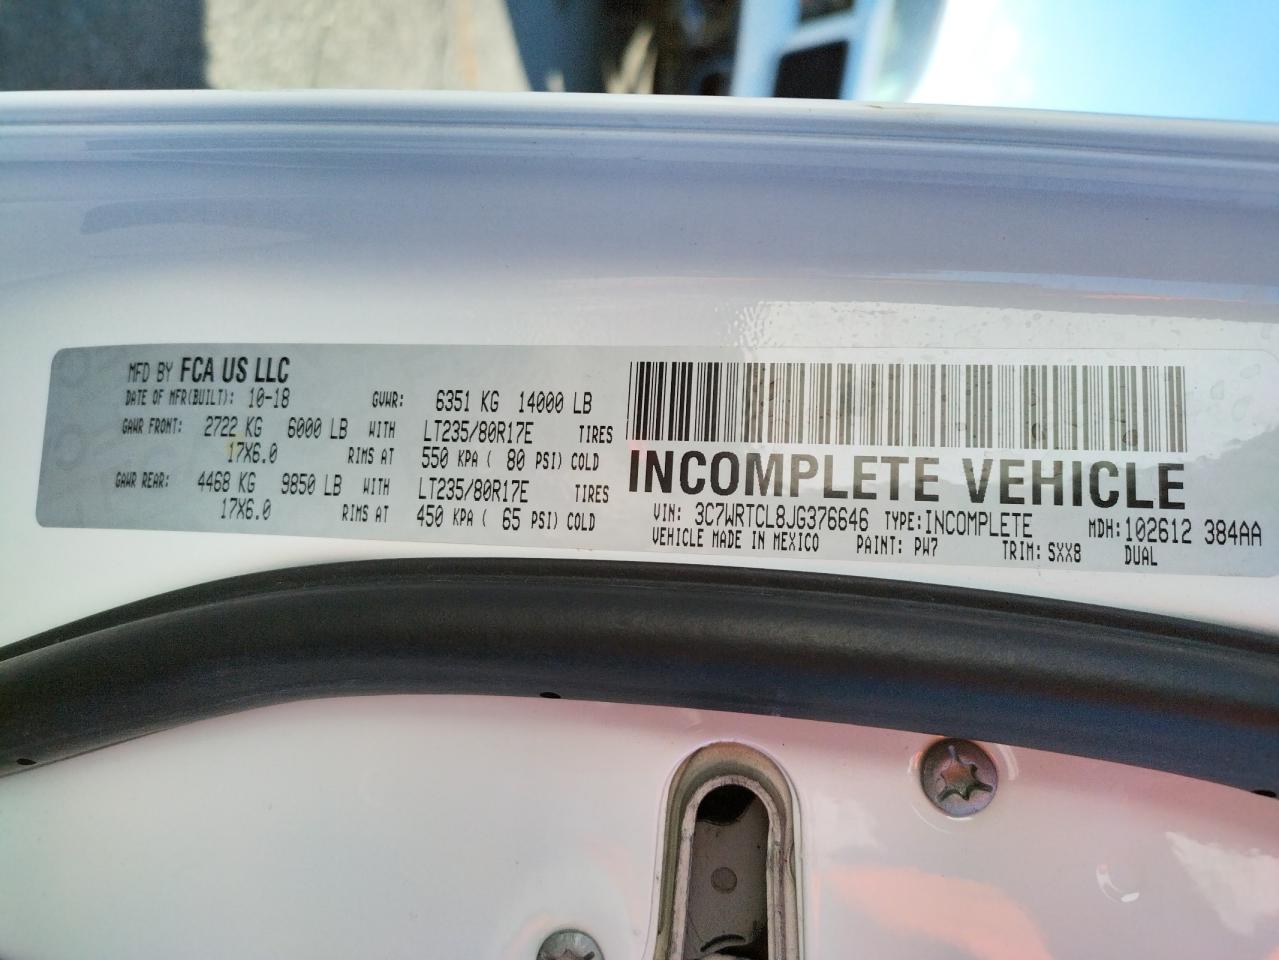 MFD BY FCA US LLC
DATE OF MFR(BUILT): 10-18 GVWR: 6351 KG 14000 LB
GAWR FRONT: 2722 KG 6000 LB WITH LT235/80R17E TIRES
17X6.0 RIMS AT 550 KPA ( 80 PSI) COLD
GAWR REAR: 4468 KG 9850 LB WITH LT235/80R17E TIRES
17X6.0 RIMS AT 450 KPA ( 65 PSI) COLD
INCOMPLETE VEHICLE
VIN: 3C7WRTCL8JG376646 TYPE:INCOMPLETE MDH:102612 384AA
VEHICLE MADE IN MEXICO PAINT: PW7 TRIM: SXX8 DUAL